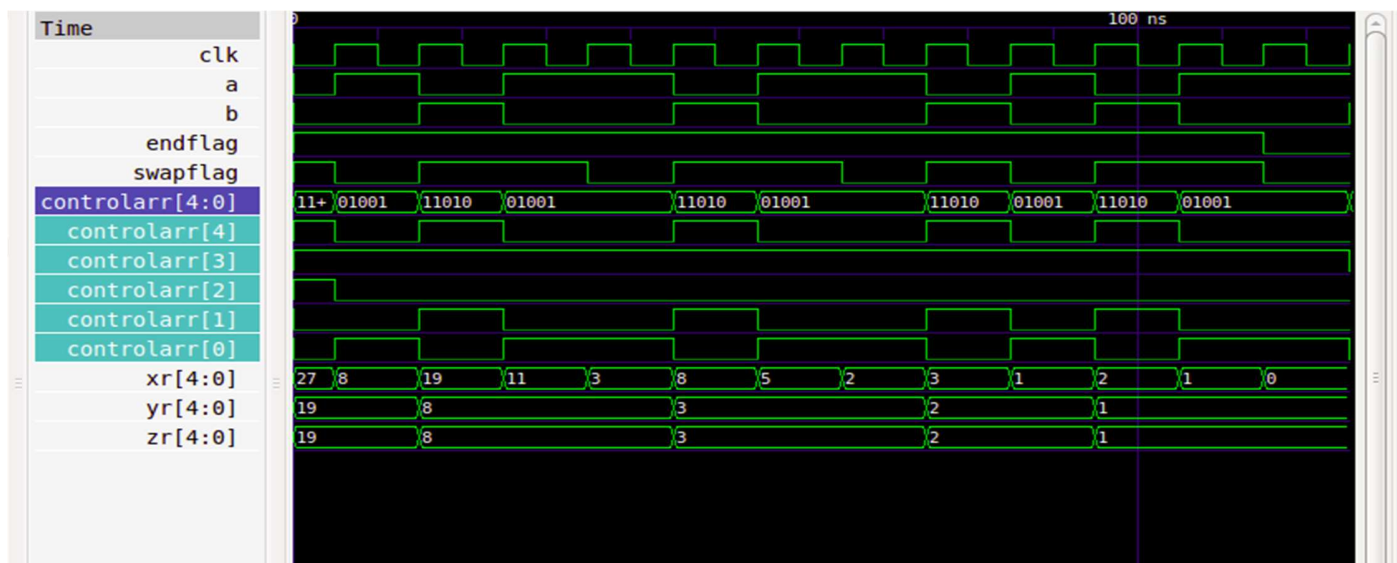 0 100 ns
Time
clk
a
b
endflag
swapflag
controlarr[4:0] 11+ 01001 11010 01001 11010 01001 11010 01001 11010 01001
controlarr[4]
controlarr[3]
controlarr[2]
controlarr[1]
controlarr[0]
xr[4:0] 27 8 19 11 3 8 5 2 3 1 2 1 0
yr[4:0] 19 8 3 2 1
zr[4:0] 19 8 3 2 1